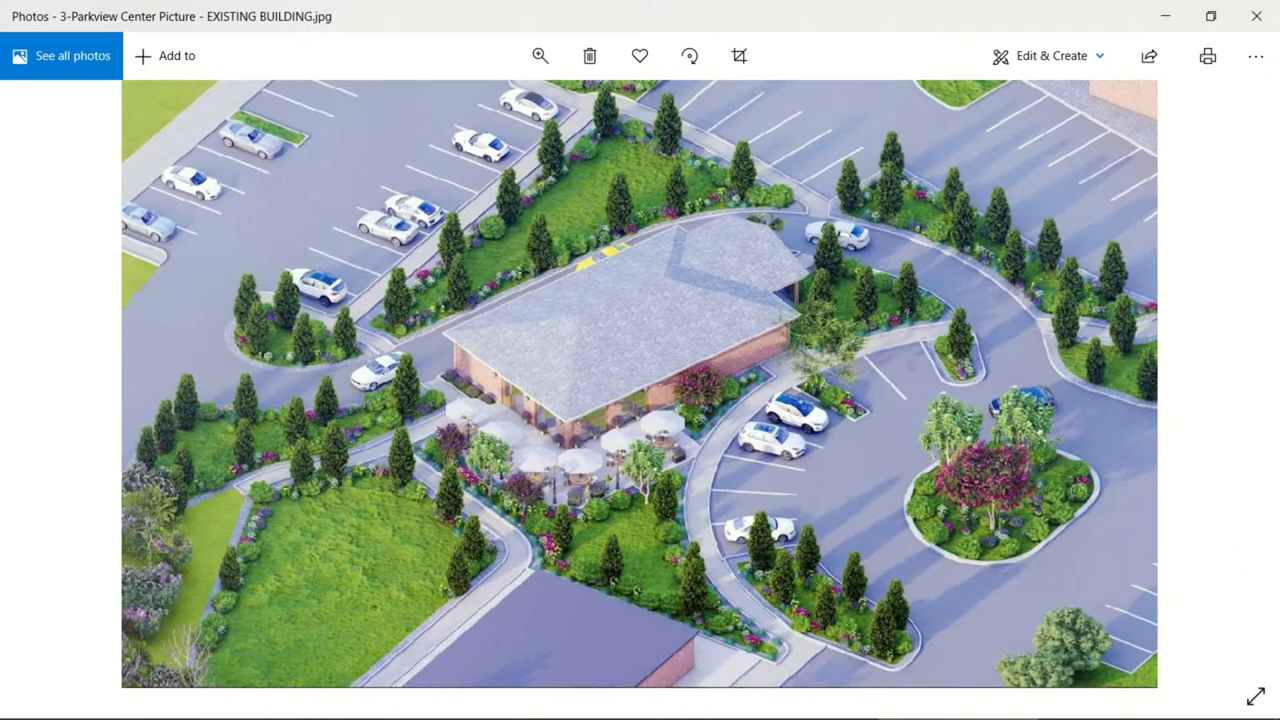 Photos - 3-Parkview Center Picture - EXISTING BUILDING.jpg
See all photos
Add to
Edit & Create